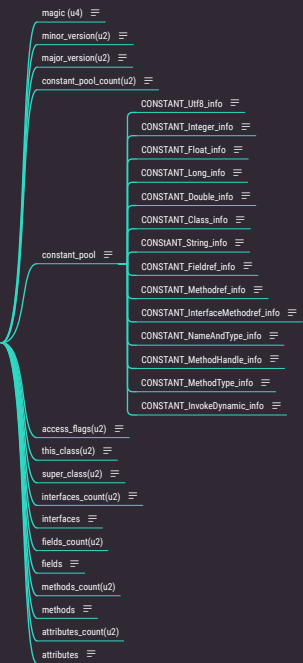 magic (u4)
minor_version(u2)
major_version(u2)
constant_pool_count(u2)
CONSTANT_Utf8_info
CONSTANT_Integer_info
CONSTANT_Float_info
CONSTANT_Long_info
CONSTANT_Double_info
CONSTANT_Class_info
CONStANT_String_info
constant_pool
CONSTANT_Fieldref_info
CONSTANT_Methodref_info
CONSTANT_InterfaceMethodref_info
CONSTANT_NameAndType_info
CONSTANT_MethodHandle_info
CONSTANT_MethodType_info
CONSTANT_InvokeDynamic_info
access_flags(u2)
this_class(u2)
super_class(u2)
interfaces_count(u2)
interfaces
fields_count(u2)
fields
methods_count(u2)
methods
attributes_count(u2)
attributes